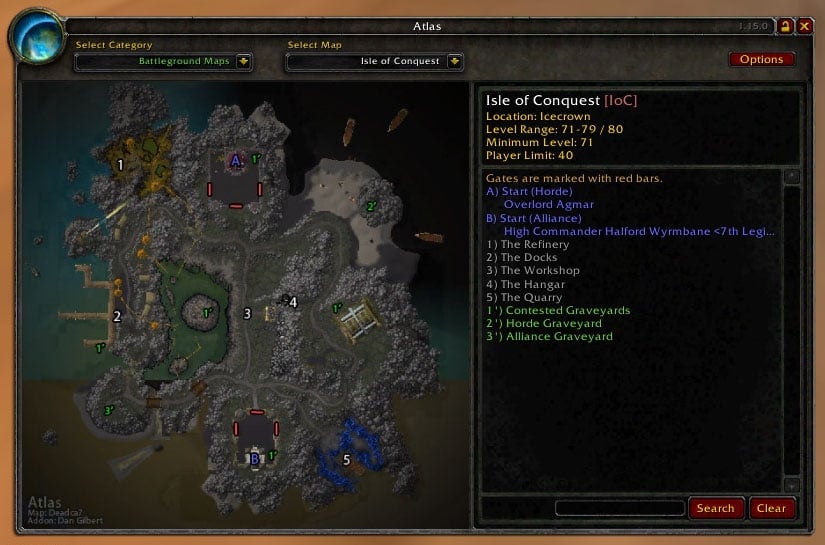 Atlas
1.15.0
Select Category
Select Map
Battleground Maps
Isle of Conquest
Options
Isle of Conquest [IoC]
Location: Icecrown
Level Range: 71-79 / 80
Minimum Level: 71
Player Limit: 40
Gates are marked with red bars.
A) Start (Horde)
Overlord Agmar
B) Start (Alliance)
High Commander Halford Wyrmbane <7th Legi...
1) The Refinery
2) The Docks
3) The Workshop
4) The Hangar
5) The Quarry
1') Contested Graveyards
2') Horde Graveyard
3') Alliance Graveyard
1
A
1'
2'
1'
2
3
4
1'
1'
3'
B
1'
5
Atlas
Map: Deadca7
Addon: Dan Gilbert
Search
Clear